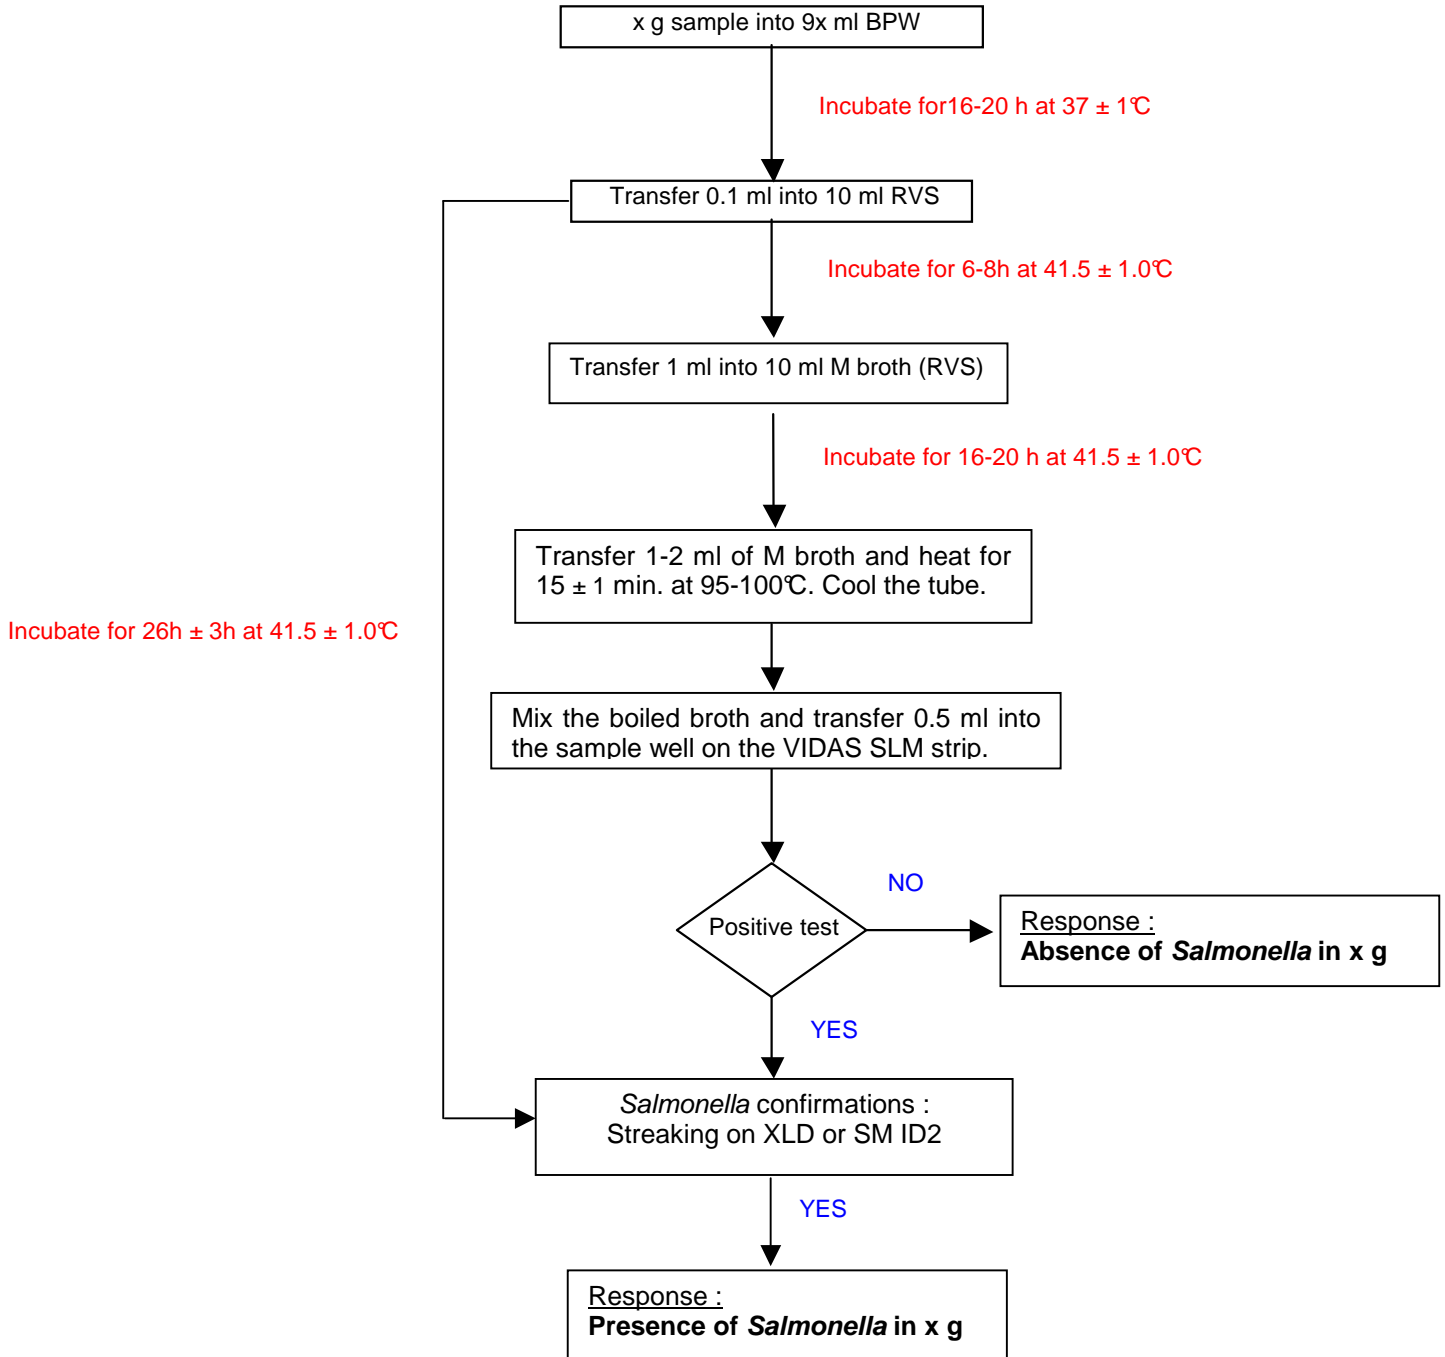 x g sample into 9x ml BPW
Incubate for16-20 h at 37 ± 1°C
Transfer 0.1 ml into 10 ml RVS
Incubate for 6-8h at 41.5 ± 1.0°C
Transfer 1 ml into 10 ml M broth (RVS)
Incubate for 16-20 h at 41.5 ± 1.0°C
Transfer 1-2 ml of M broth and heat for
15 ± 1 min. at 95-100°C. Cool the tube.
Incubate for 26h ± 3h at 41.5 ± 1.0°C
Mix the boiled broth and transfer 0.5 ml into
the sample well on the VIDAS SLM strip.
NO
Positive test
Response :
Absence of Salmonella in x g
YES
Salmonella confirmations :
Streaking on XLD or SM ID2
YES
Response :
Presence of Salmonella in x g